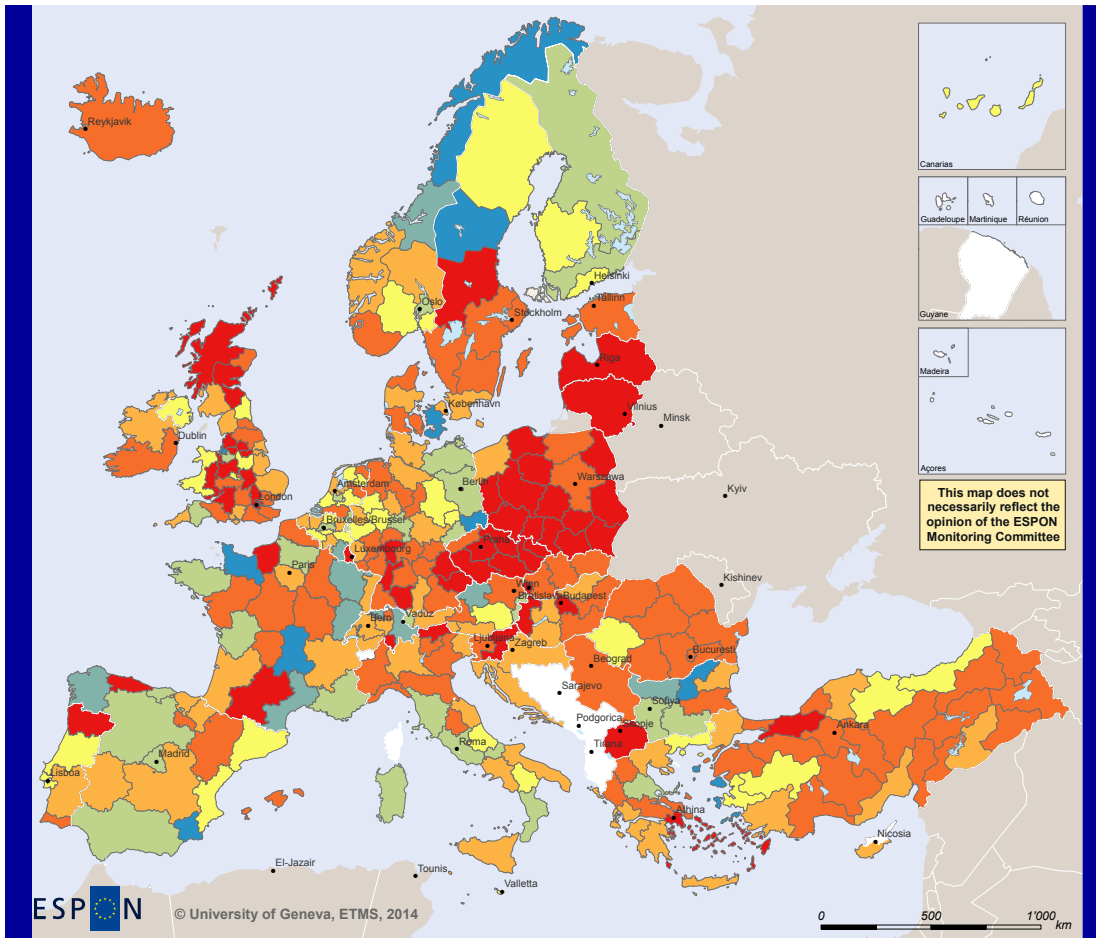 Reykjavik
Canarias
Guadeloupe
Martinique
Réunion
Guyane
Madeira
Açores
This map does not
necessarily reflect the
opinion of the ESPON
Monitoring Committee
Helsinki
Oslo
Tallinn
Stockholm
Riga
København
Vilnius
Minsk
Dublin
Amsterdam
Berlin
Warszawa
Kyiv
London
Bruxelles/Brussel
Praha
Luxembourg
Paris
Kishinev
Wien
Bratislava
Budapest
Vaduz
Bern
Ljubljana
Zagreb
Beograd
Bucuresti
Sarajevo
Sofiya
Podgorica
Skopje
Ankara
Tirana
Roma
Madrid
Lisboa
Athina
Nicosia
El-Jazair
Tounis
Valletta
ESPON
© University of Geneva, ETMS, 2014
0 500 1'000
km